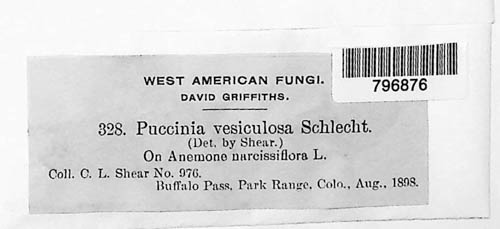 WEST AMERICAN FUNGI.
DAVID GRIFFITHS.
796876
328. Puccinia vesiculosa Schlecht.
(Det. by Shear.)
On Anemone narcissiflora L.
Coll. C. L. Shear No. 976.
Buffalo Pass, Park Range, Colo., Aug., 1898.